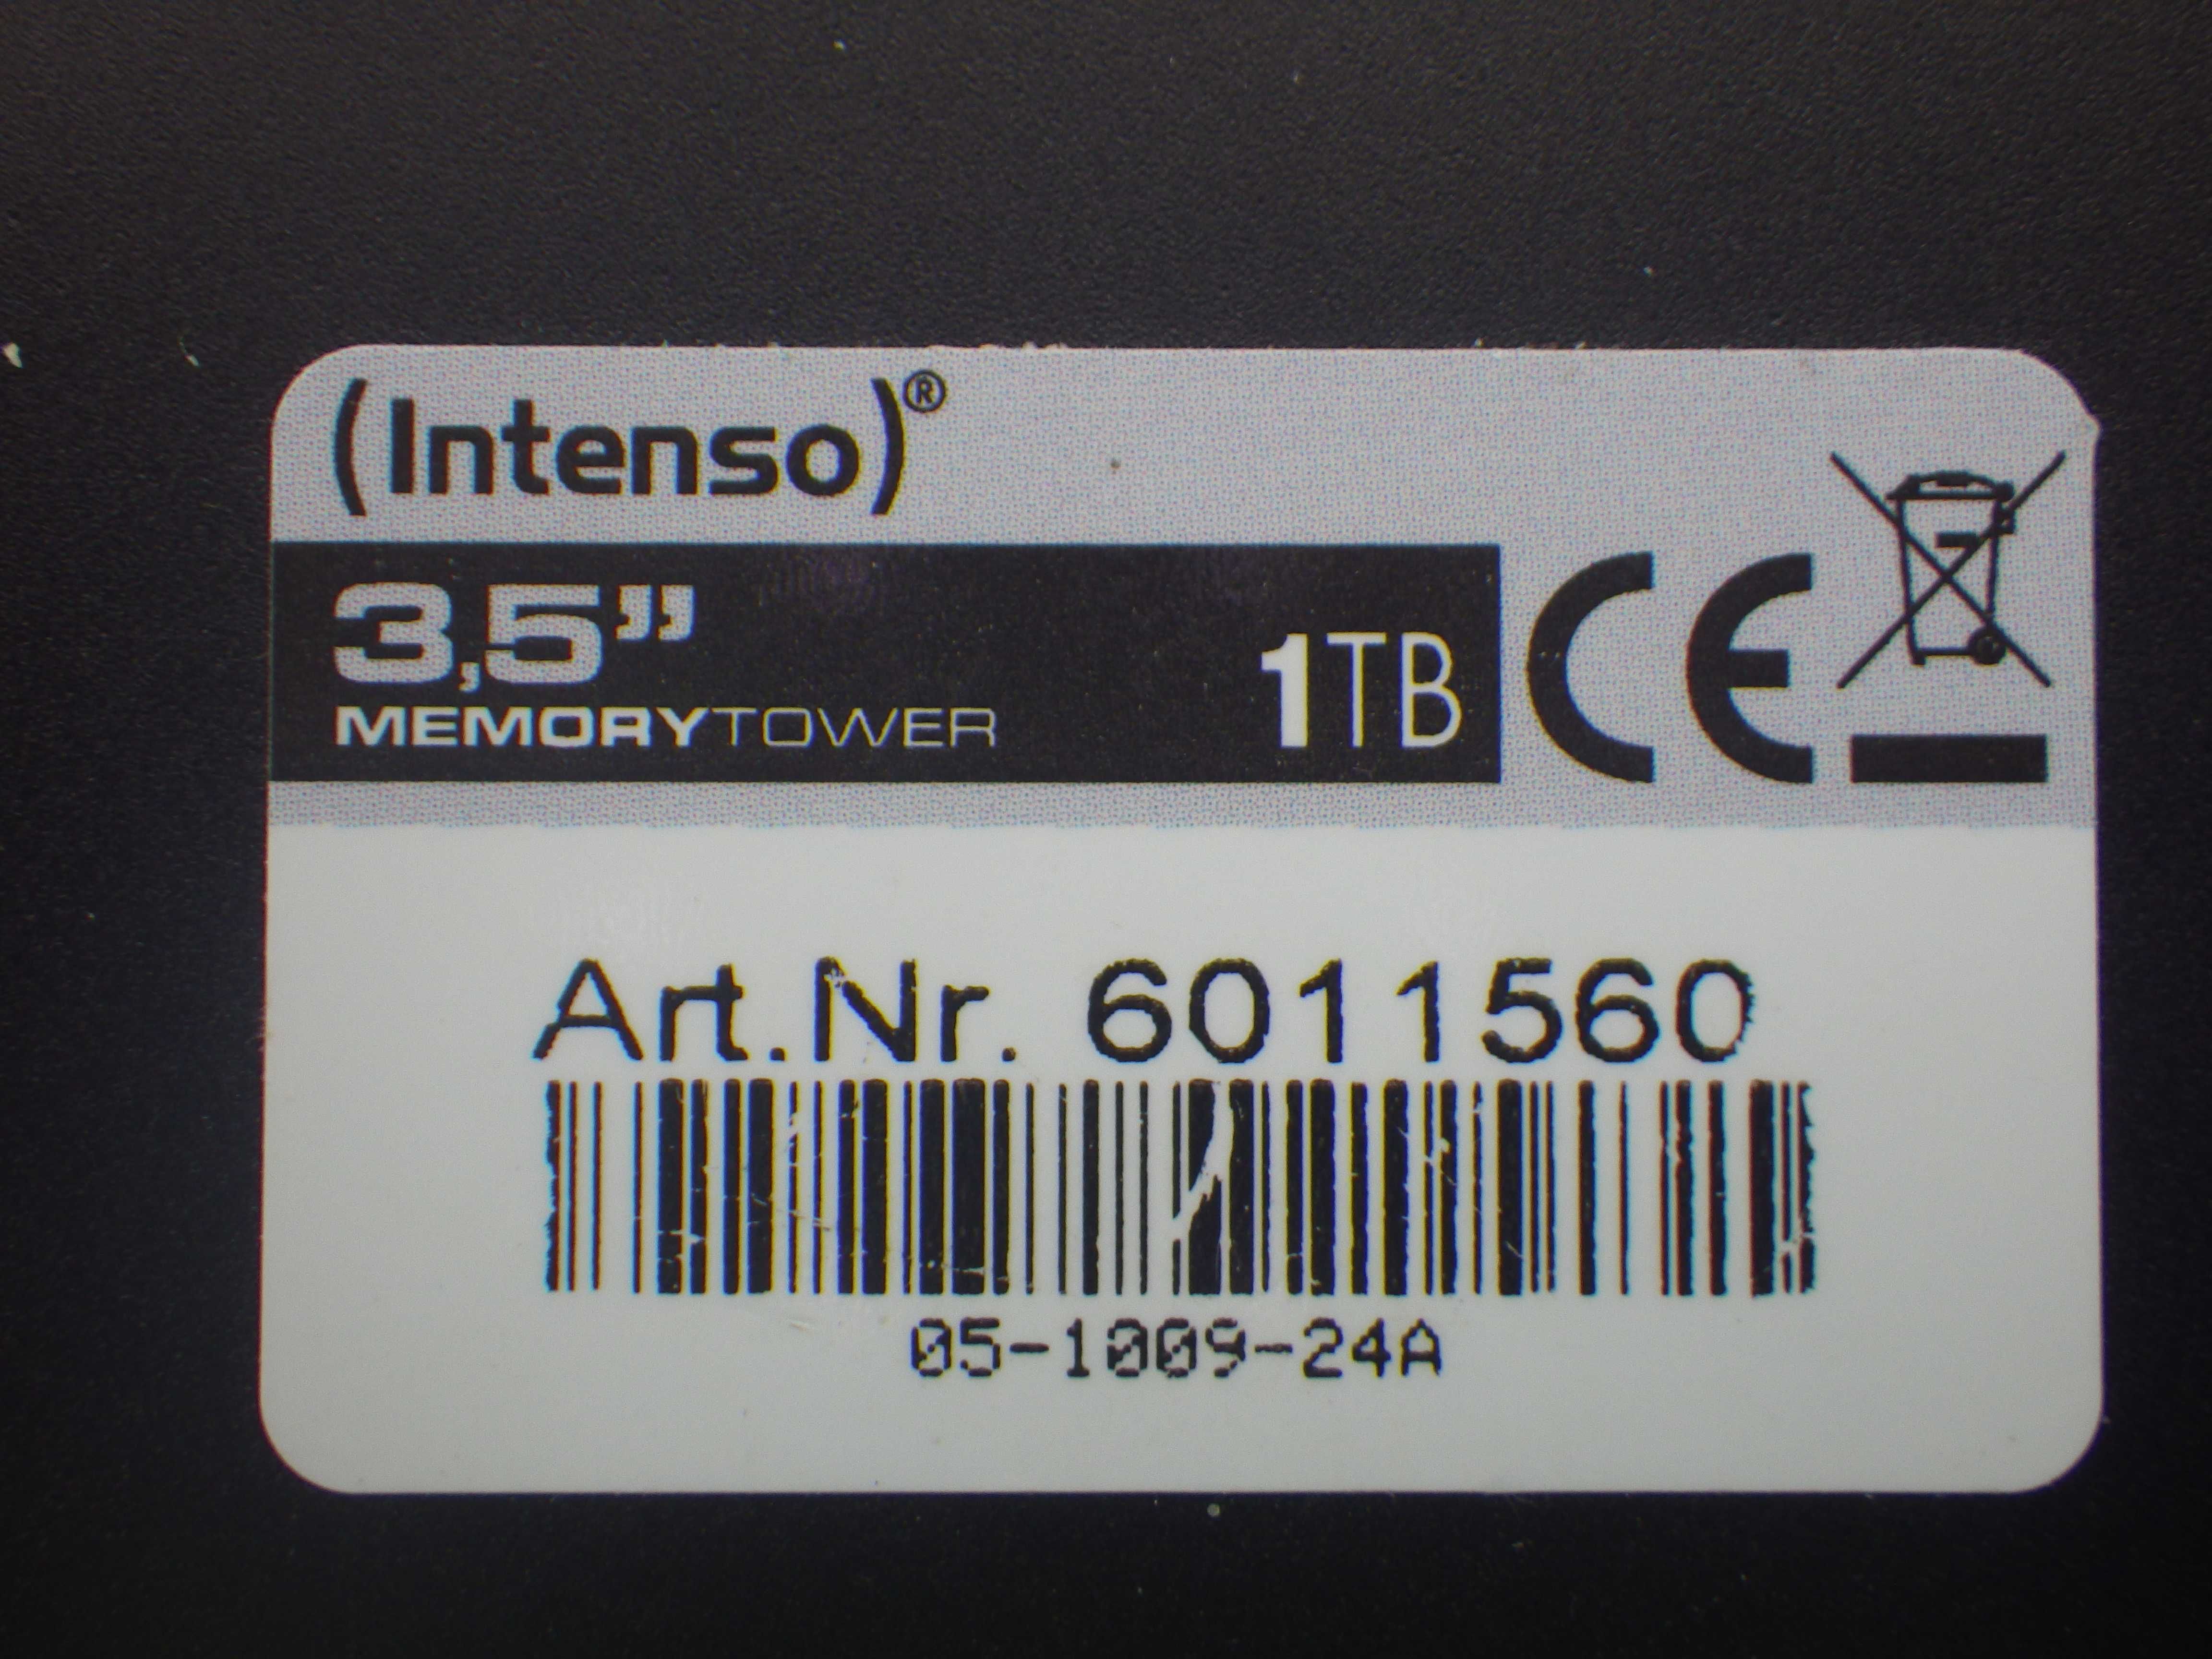 (Intenso)®
3,5”
MEMORYTOWER
1TB
CE
Art.Nr. 6011560
05-1009-24A